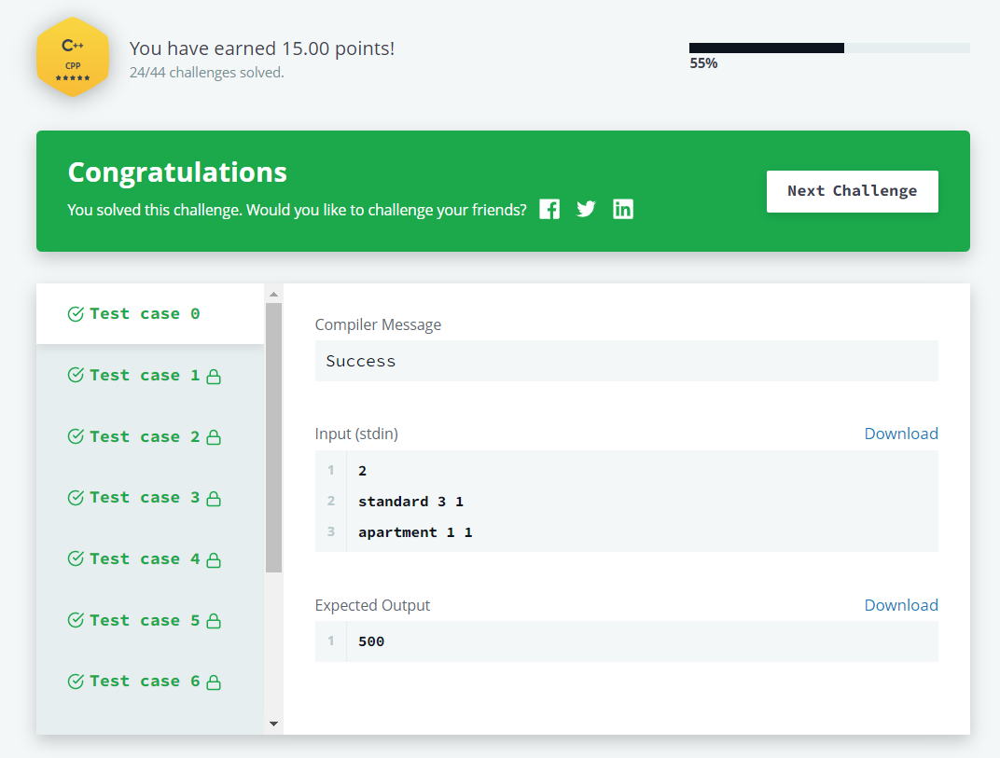 C++
CPP
You have earned 15.00 points!
24/44 challenges solved.
55%
Congratulations
You solved this challenge. Would you like to challenge your friends?
Next Challenge
Test case 0
Test case 1
Test case 2
Test case 3
Test case 4
Test case 5
Test case 6
Compiler Message
Success
Input (stdin)
Download
1 2
2 standard 3 1
3 apartment 1 1
Expected Output
Download
1 500